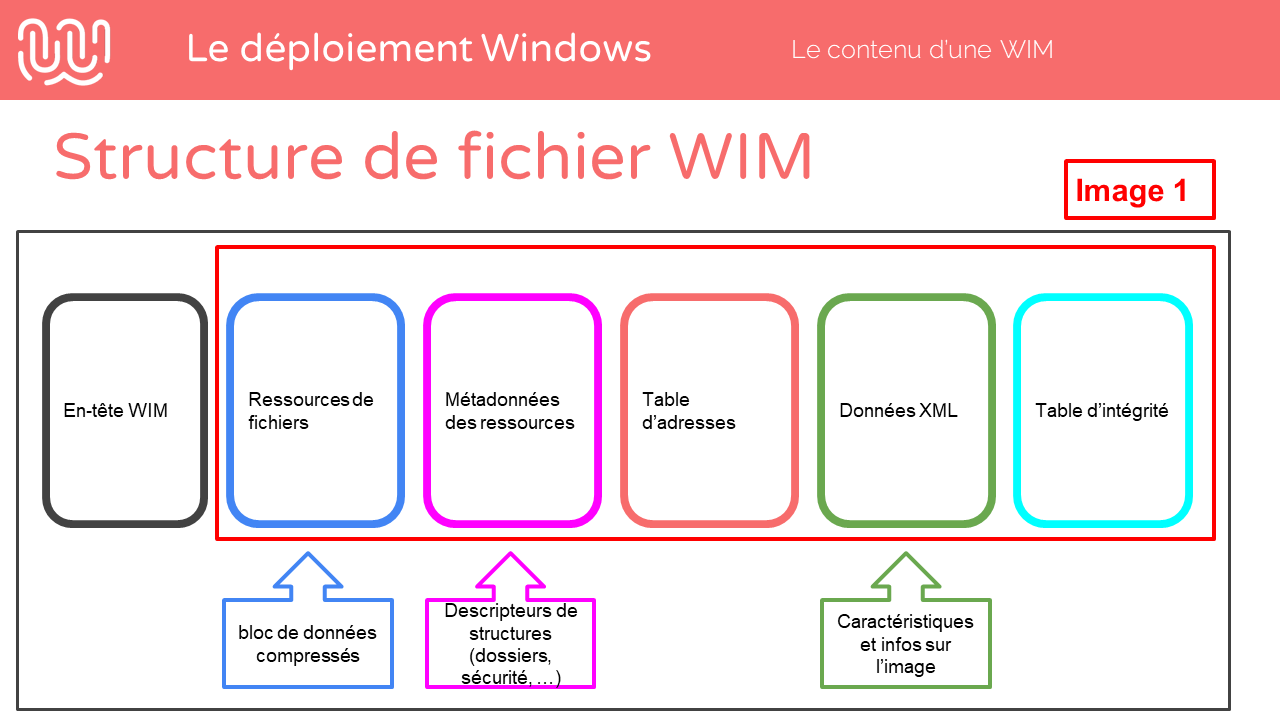 Le déploiement Windows
Le contenu d'une WIM
Structure de fichier WIM
Image 1
En-tête WIM
Ressources de
fichiers
Métadonnées
des ressources
Table
d'adresses
Données XML
Table d'intégrité
bloc de données
compressés
Descripteurs de
structures
(dossiers,
sécurité, …)
Caractéristiques
et infos sur
l'image